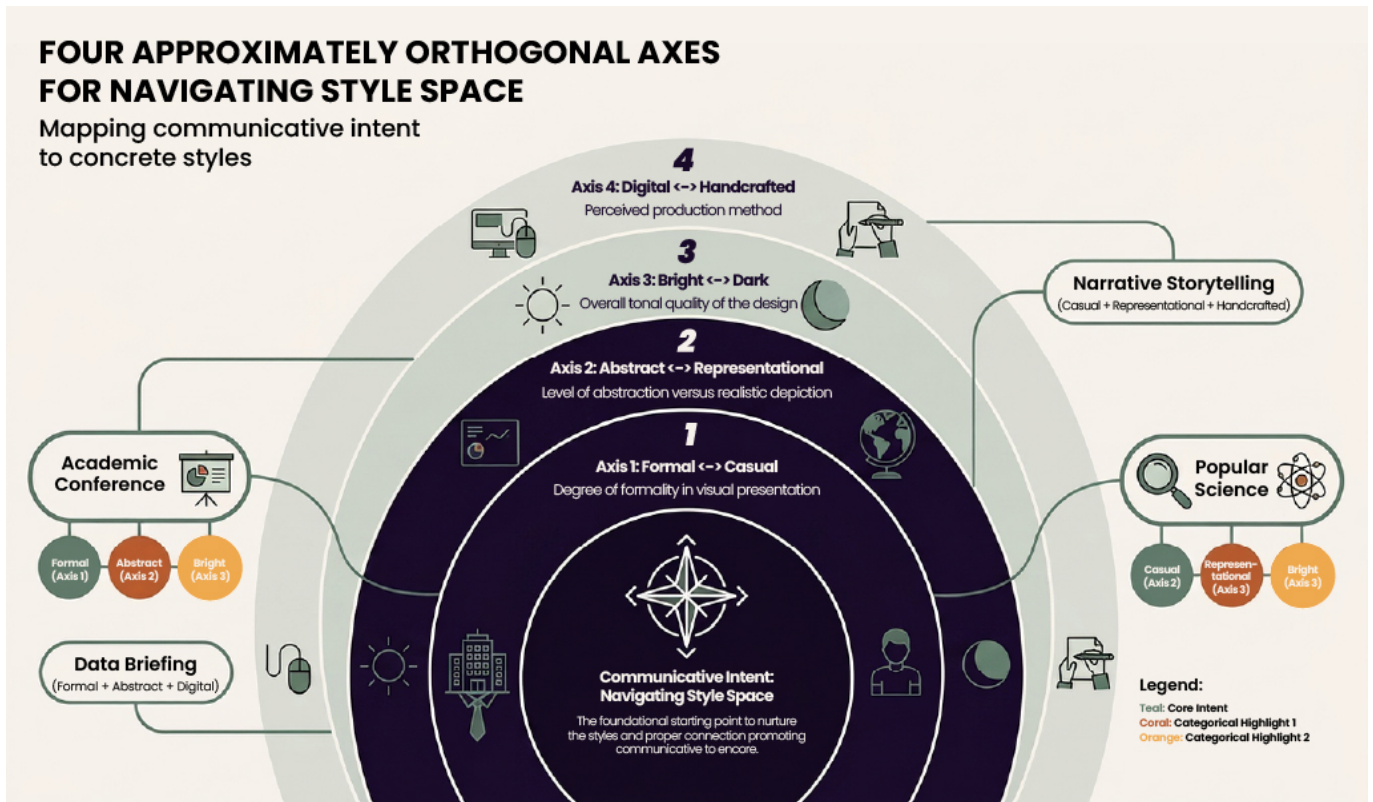 FOUR APPROXIMATELY ORTHOGONAL AXES
FOR NAVIGATING STYLE SPACE
Mapping communicative intent
to concrete styles
4
Axis 4: Digital <-> Handcrafted
Perceived production method
3
Axis 3: Bright <-> Dark
Overall tonal quality of the design
2
Axis 2: Abstract <-> Representational
Level of abstraction versus realistic depiction
1
Axis 1: Formal <-> Casual
Degree of formality in visual presentation
Communicative Intent:
Navigating Style Space
The foundational starting point to nurture
the styles and proper connection promoting
communicative to encore.
Academic
Conference
Formal
(Axis 1)
Abstract
(Axis 2)
Bright
(Axis 3)
Data Briefing
(Formal + Abstract + Digital)
Narrative Storytelling
(Casual + Representational + Handcrafted)
Popular
Science
Casual
(Axis 2)
Represen-
tational
(Axis 3)
Bright
(Axis 3)
Legend:
Teal: Core Intent
Coral: Categorical Highlight 1
Orange: Categorical Highlight 2